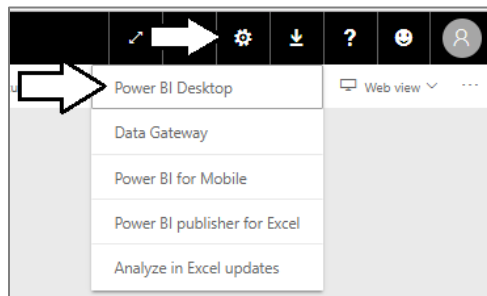 ?
Power BI Desktop
Web view
Data Gateway
Power BI for Mobile
Power BI publisher for Excel
Analyze in Excel updates